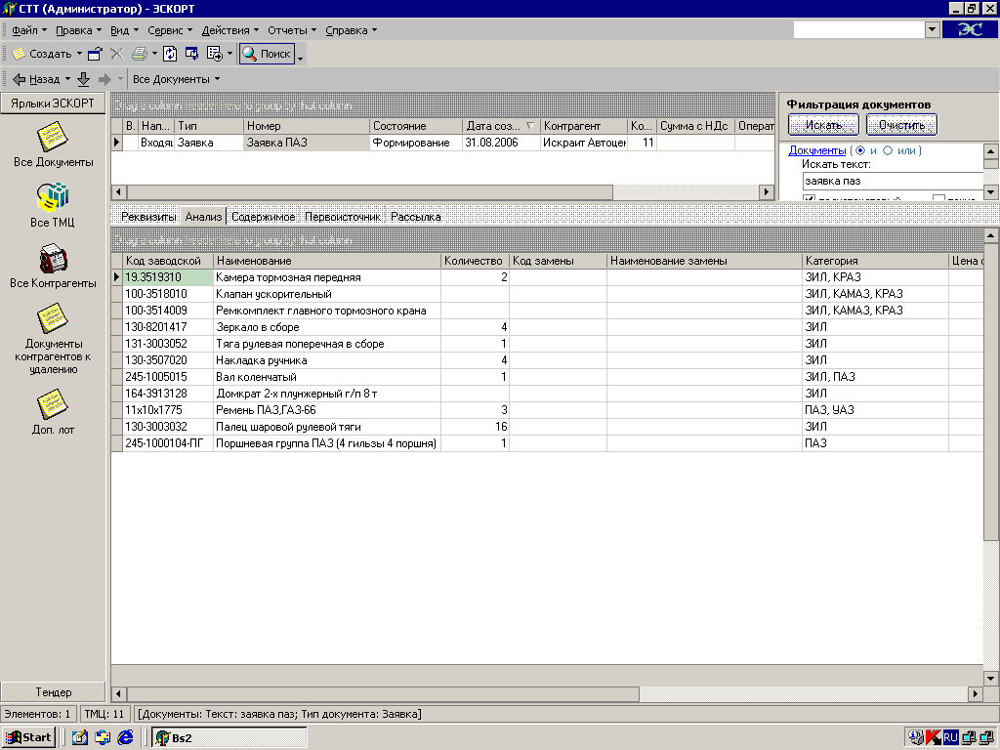 СТТ (Администратор) - ЭСКОРТ
Файл Правка Вид Сервис Действия Отчеты Справка
ЭС
Создать Поиск
Назад Все Документы
Ярлыки ЭСКОРТ
Все Документы
Все ТМЦ
Все Контрагенты
Документы контрагентов к удалению
Доп. лот
Тендер
В. Нап... Тип Номер Состояние Дата соз... Контрагент Ко... Сумма с НДс Операт
Входящ Заявка Заявка ПАЗ Формирование 31.08.2006 Искраит Автоцен 11
Фильтрация документов
Искать Очистить
Документы ( и или )
Искать текст:
заявка паз
Реквизиты Анализ Содержимое Первоисточник Рассылка
Код заводской Наименование Количество Код замены Наименование замены Категория Цена
19.3519310 Камера тормозная передняя 2 ЗИЛ, КРАЗ
100-3518010 Клапан ускорительный ЗИЛ, КАМАЗ, КРАЗ
100-3514009 Ремкомплект главного тормозного крана ЗИЛ, КАМАЗ, КРАЗ
130-8201417 Зеркало в сборе 4 ЗИЛ
131-3003052 Тяга рулевая поперечная в сборе 1 ЗИЛ
130-3507020 Накладка ручника 4 ЗИЛ
245-1005015 Вал коленчатый 1 ЗИЛ, ПАЗ
164-3913128 Домкрат 2-х плунжерный г/п 8 т ЗИЛ
11х10х1775 Ремень ПАЗ,ГАЗ-66 3 ПАЗ, УАЗ
130-3003032 Палец шаровой рулевой тяги 16 ЗИЛ
245-1000104-ПГ Поршневая группа ПАЗ (4 гильзы 4 поршня) 1 ПАЗ
Элементов: 1 ТМЦ: 11 [Документы: Текст: заявка паз; Тип документа: Заявка]
Start Bs2 RU